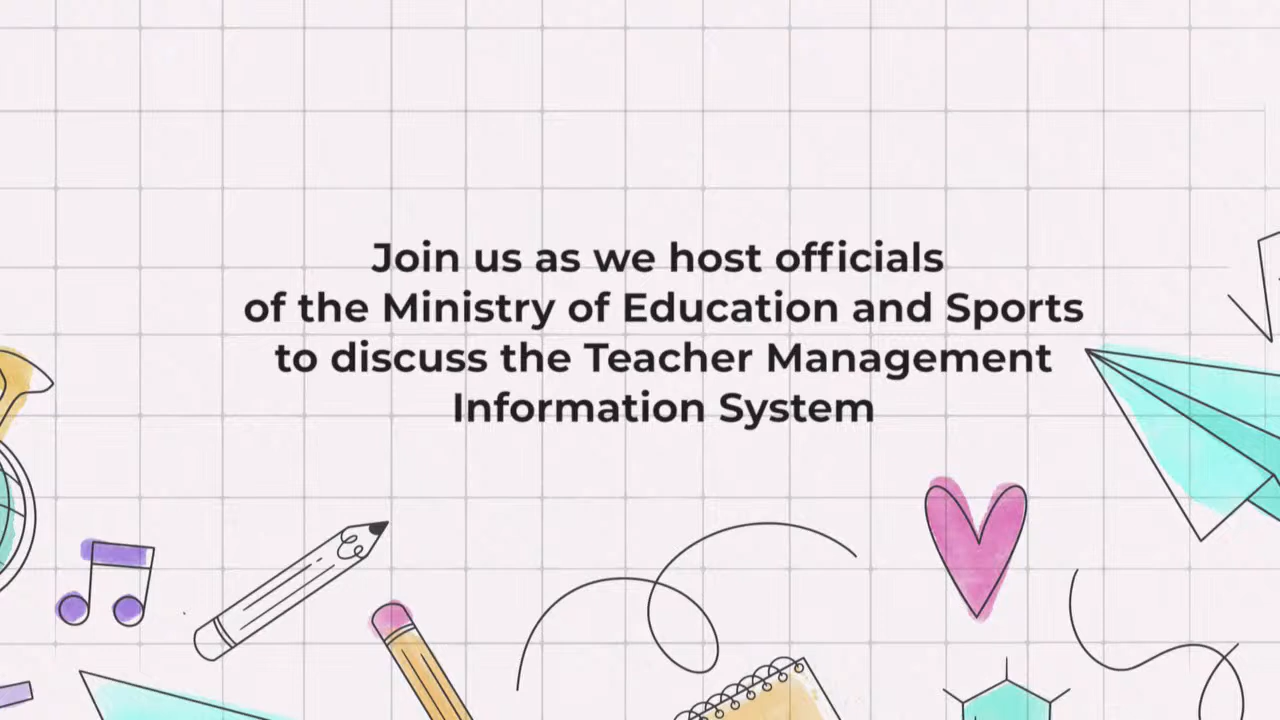 Join us as we host officials
of the Ministry of Education and Sports
to discuss the Teacher Management
Information System